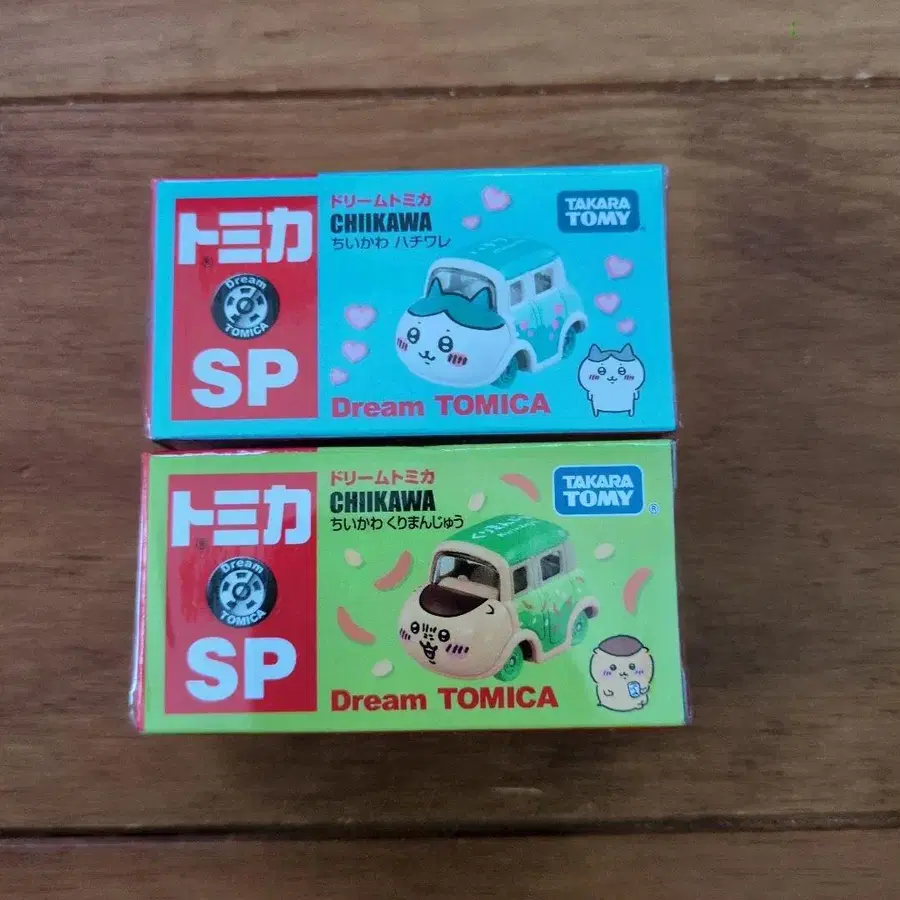 トミカ
Dream
TOMICA
SP
ドリームトミカ
CHIIKAWA
ちいかわ ハチワレ
TAKARA
TOMY
Dream TOMICA
トミカ
Dream
TOMICA
SP
ドリームトミカ
CHIIKAWA
ちいかわ くりまんじゅう
TAKARA
TOMY
Dream TOMICA